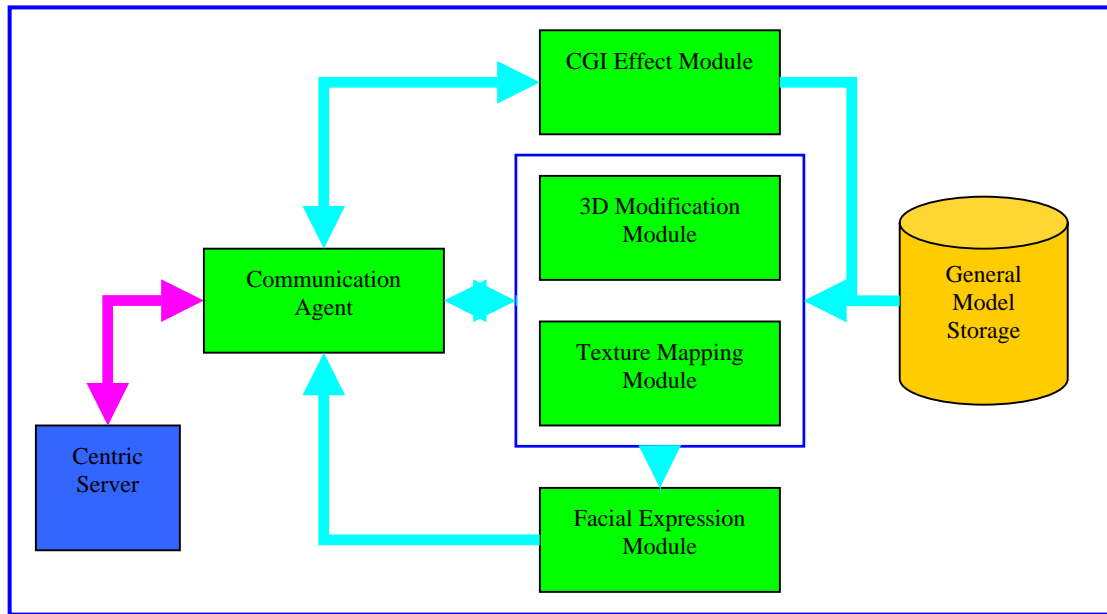 CGI Effect Module
3D Modification
Module
Communication
Agent
General
Model
Storage
Texture Mapping
Module
Centric
Server
Facial Expression
Module